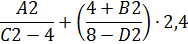 A2/(C2−4) + ((4+B2)/(8−D2)) · 2,4